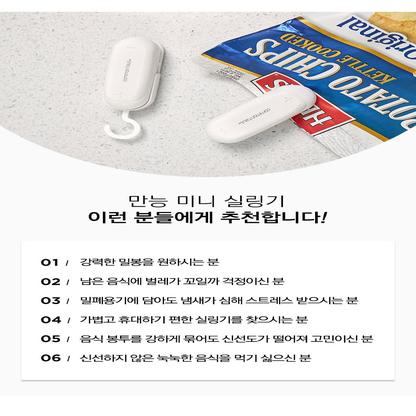 original
KETTLE COOKED
POTATO CHIPS
만능 미니 실링기
이런 분들에게 추천합니다!
01 / 강력한 밀봉을 원하시는 분
02 / 남은 음식에 벌레가 꼬일까 걱정이신 분
03 / 밀폐용기에 담아도 냄새가 심해 스트레스 받으시는 분
04 / 가볍고 휴대하기 편한 실링기를 찾으시는 분
05 / 음식 봉투를 강하게 묶어도 신선도가 떨어져 고민이신 분
06 / 신선하지 않은 눅눅한 음식을 먹기 싫으신 분